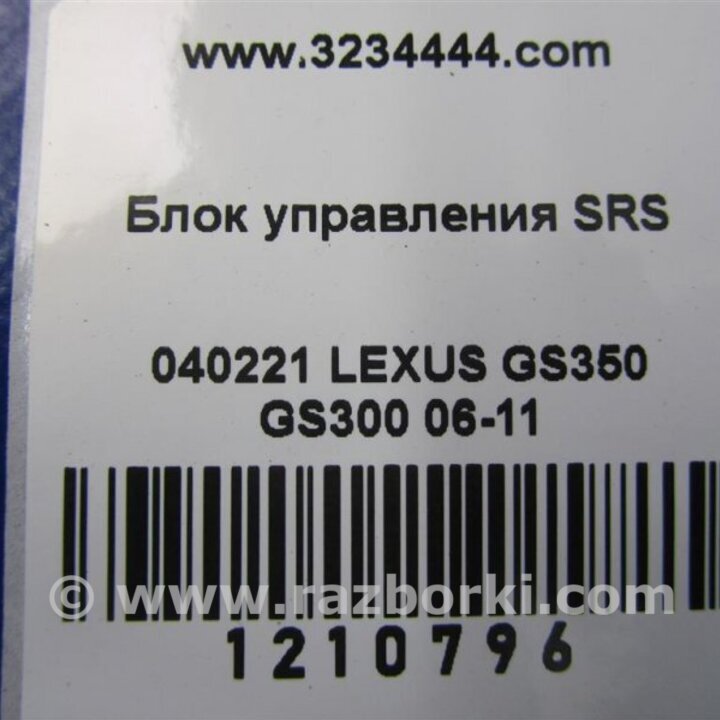 www.3234444.com
Блок управления SRS
040221 LEXUS GS350
GS300 06-11
© www.razborki.com
1210796